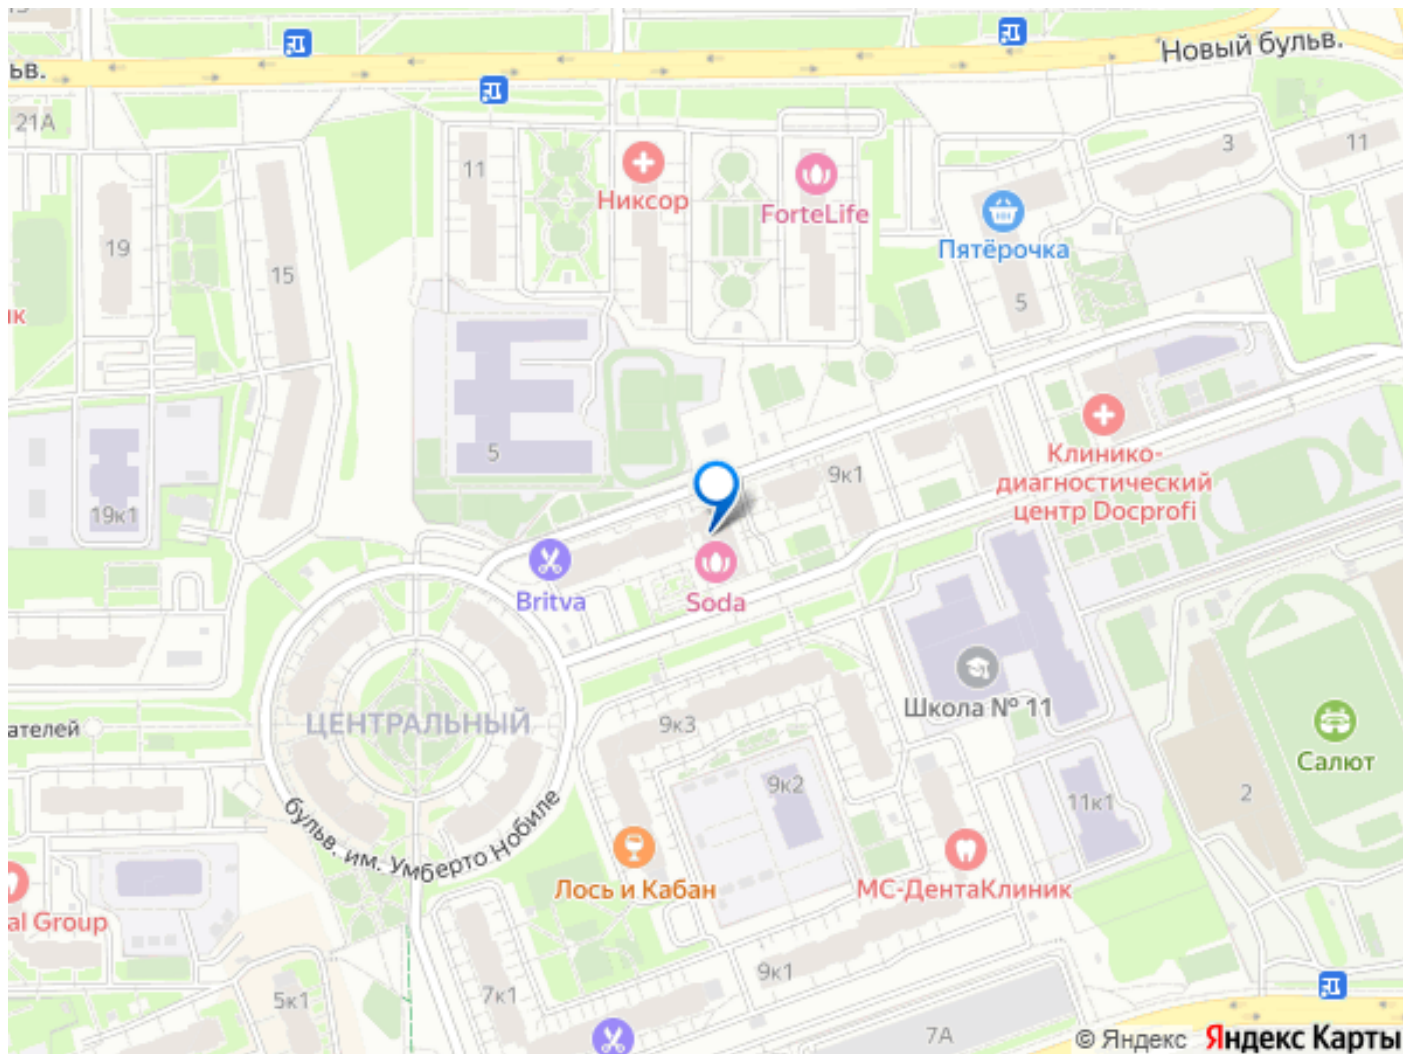 Новый бульв.
ьв.
21А
11
3
11
Никсор
ForteLife
Пятёрочка
19
15
5
ик
5
9к1
Клинико-
диагностический
центр Docprofi
19к1
Britva
Soda
Школа № 11
ЦЕНТРАЛЬНЫЙ
9к3
ателей
Салют
9к2
11к1
2
бульв. им. Умберто Нобиле
Лось и Кабан
МС-ДентаКлиник
al Group
9к1
7к1
5к1
7А
© Яндекс Яндекс Карты